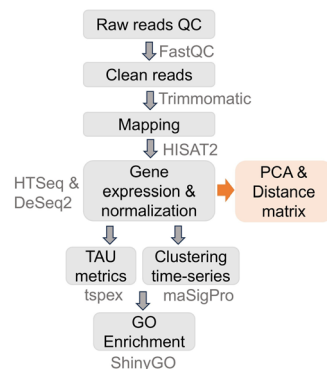 Raw reads QC
FastQC
Clean reads
Trimmomatic
Mapping
HISAT2
HTSeq &
DeSeq2
Gene
expression &
normalization
PCA &
Distance
matrix
TAU
metrics
tspex
Clustering
time-series
maSigPro
GO
Enrichment
ShinyGO